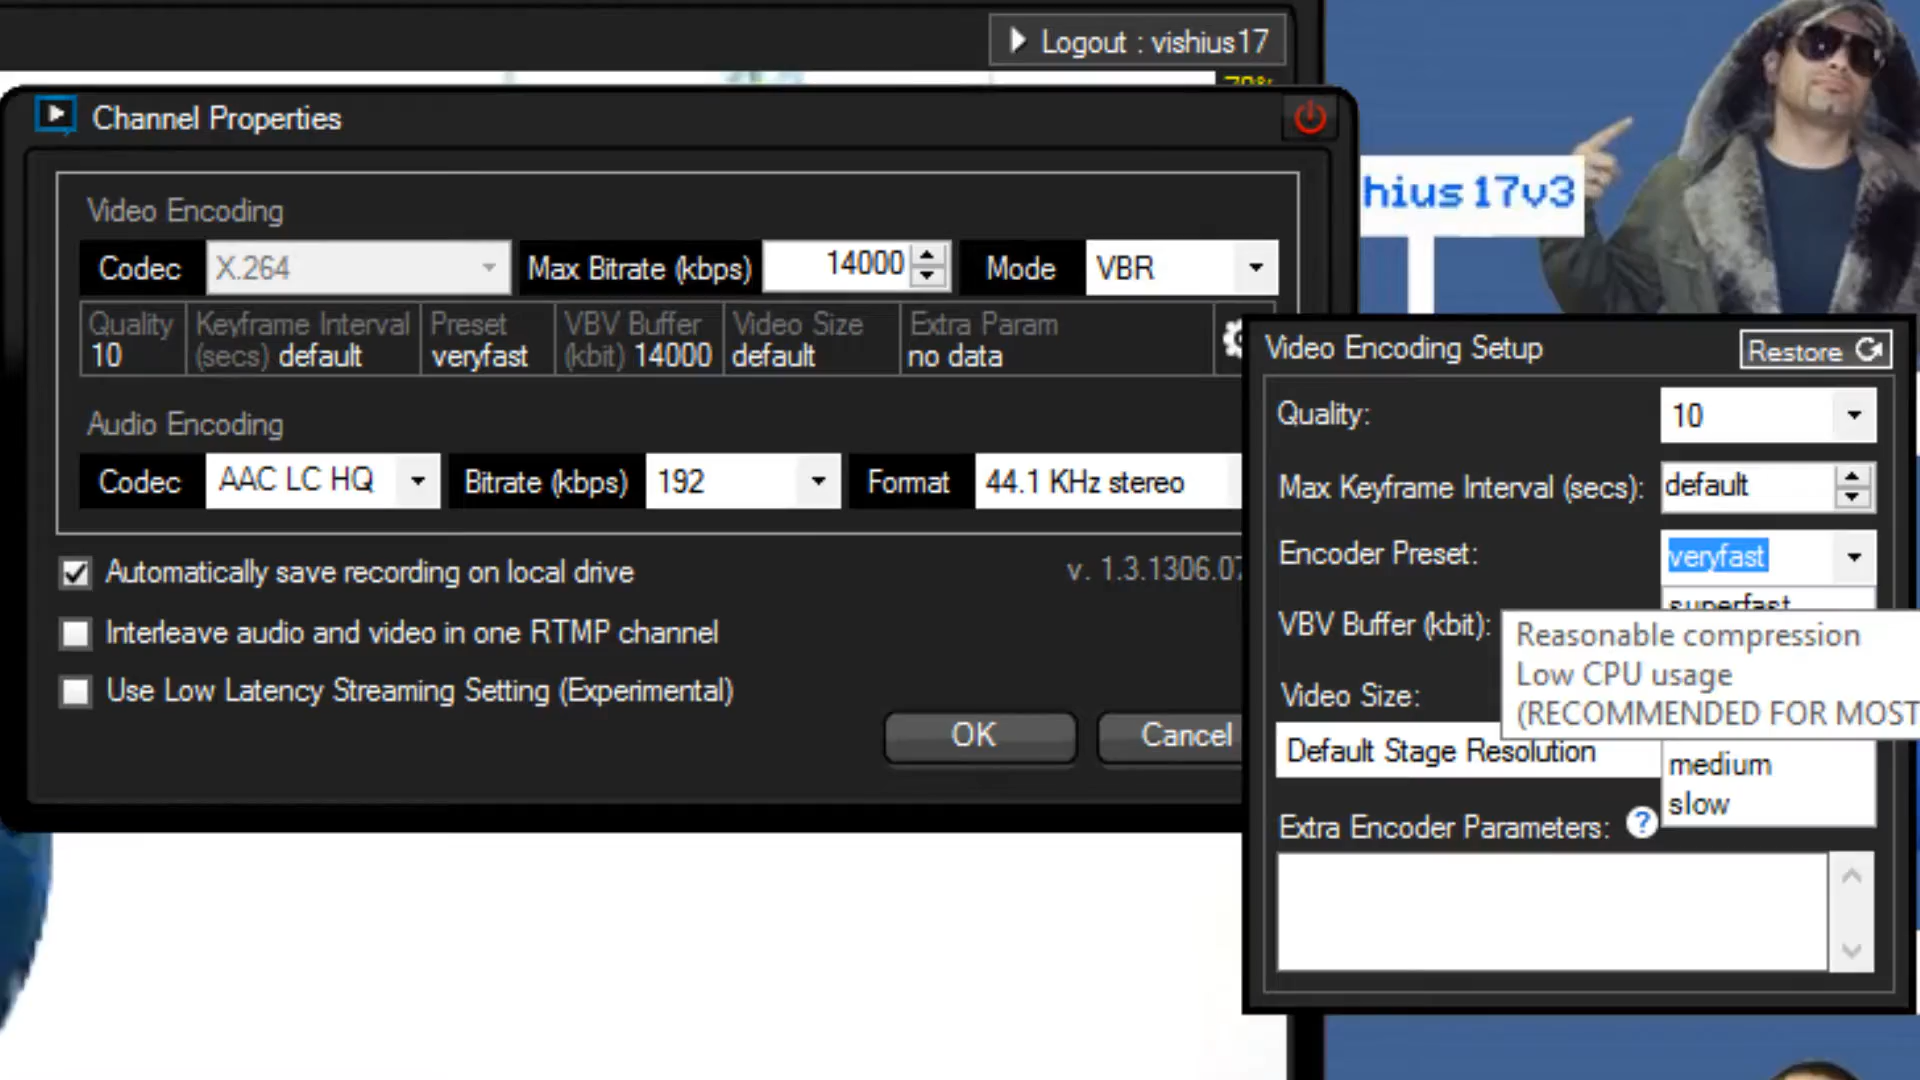 Logout : vishius17
Channel Properties
hius17v3
Video Encoding
Codec X.264 Max Bitrate (kbps) 14000 Mode VBR
Quality Keyframe Interval Preset VBV Buffer Video Size Extra Param
10 (secs) default veryfast (kbit) 14000 default no data
Audio Encoding
Codec AAC LC HQ Bitrate (kbps) 192 Format 44.1 KHz stereo
Automatically save recording on local drive
v. 1.3.1306.07
Interleave audio and video in one RTMP channel
Use Low Latency Streaming Setting (Experimental)
OK Cancel
Video Encoding Setup Restore
Quality: 10
Max Keyframe Interval (secs): default
Encoder Preset: veryfast
superfast
VBV Buffer (kbit):
Reasonable compression
Low CPU usage
(RECOMMENDED FOR MOST
Video Size:
Default Stage Resolution
medium
slow
Extra Encoder Parameters: ?